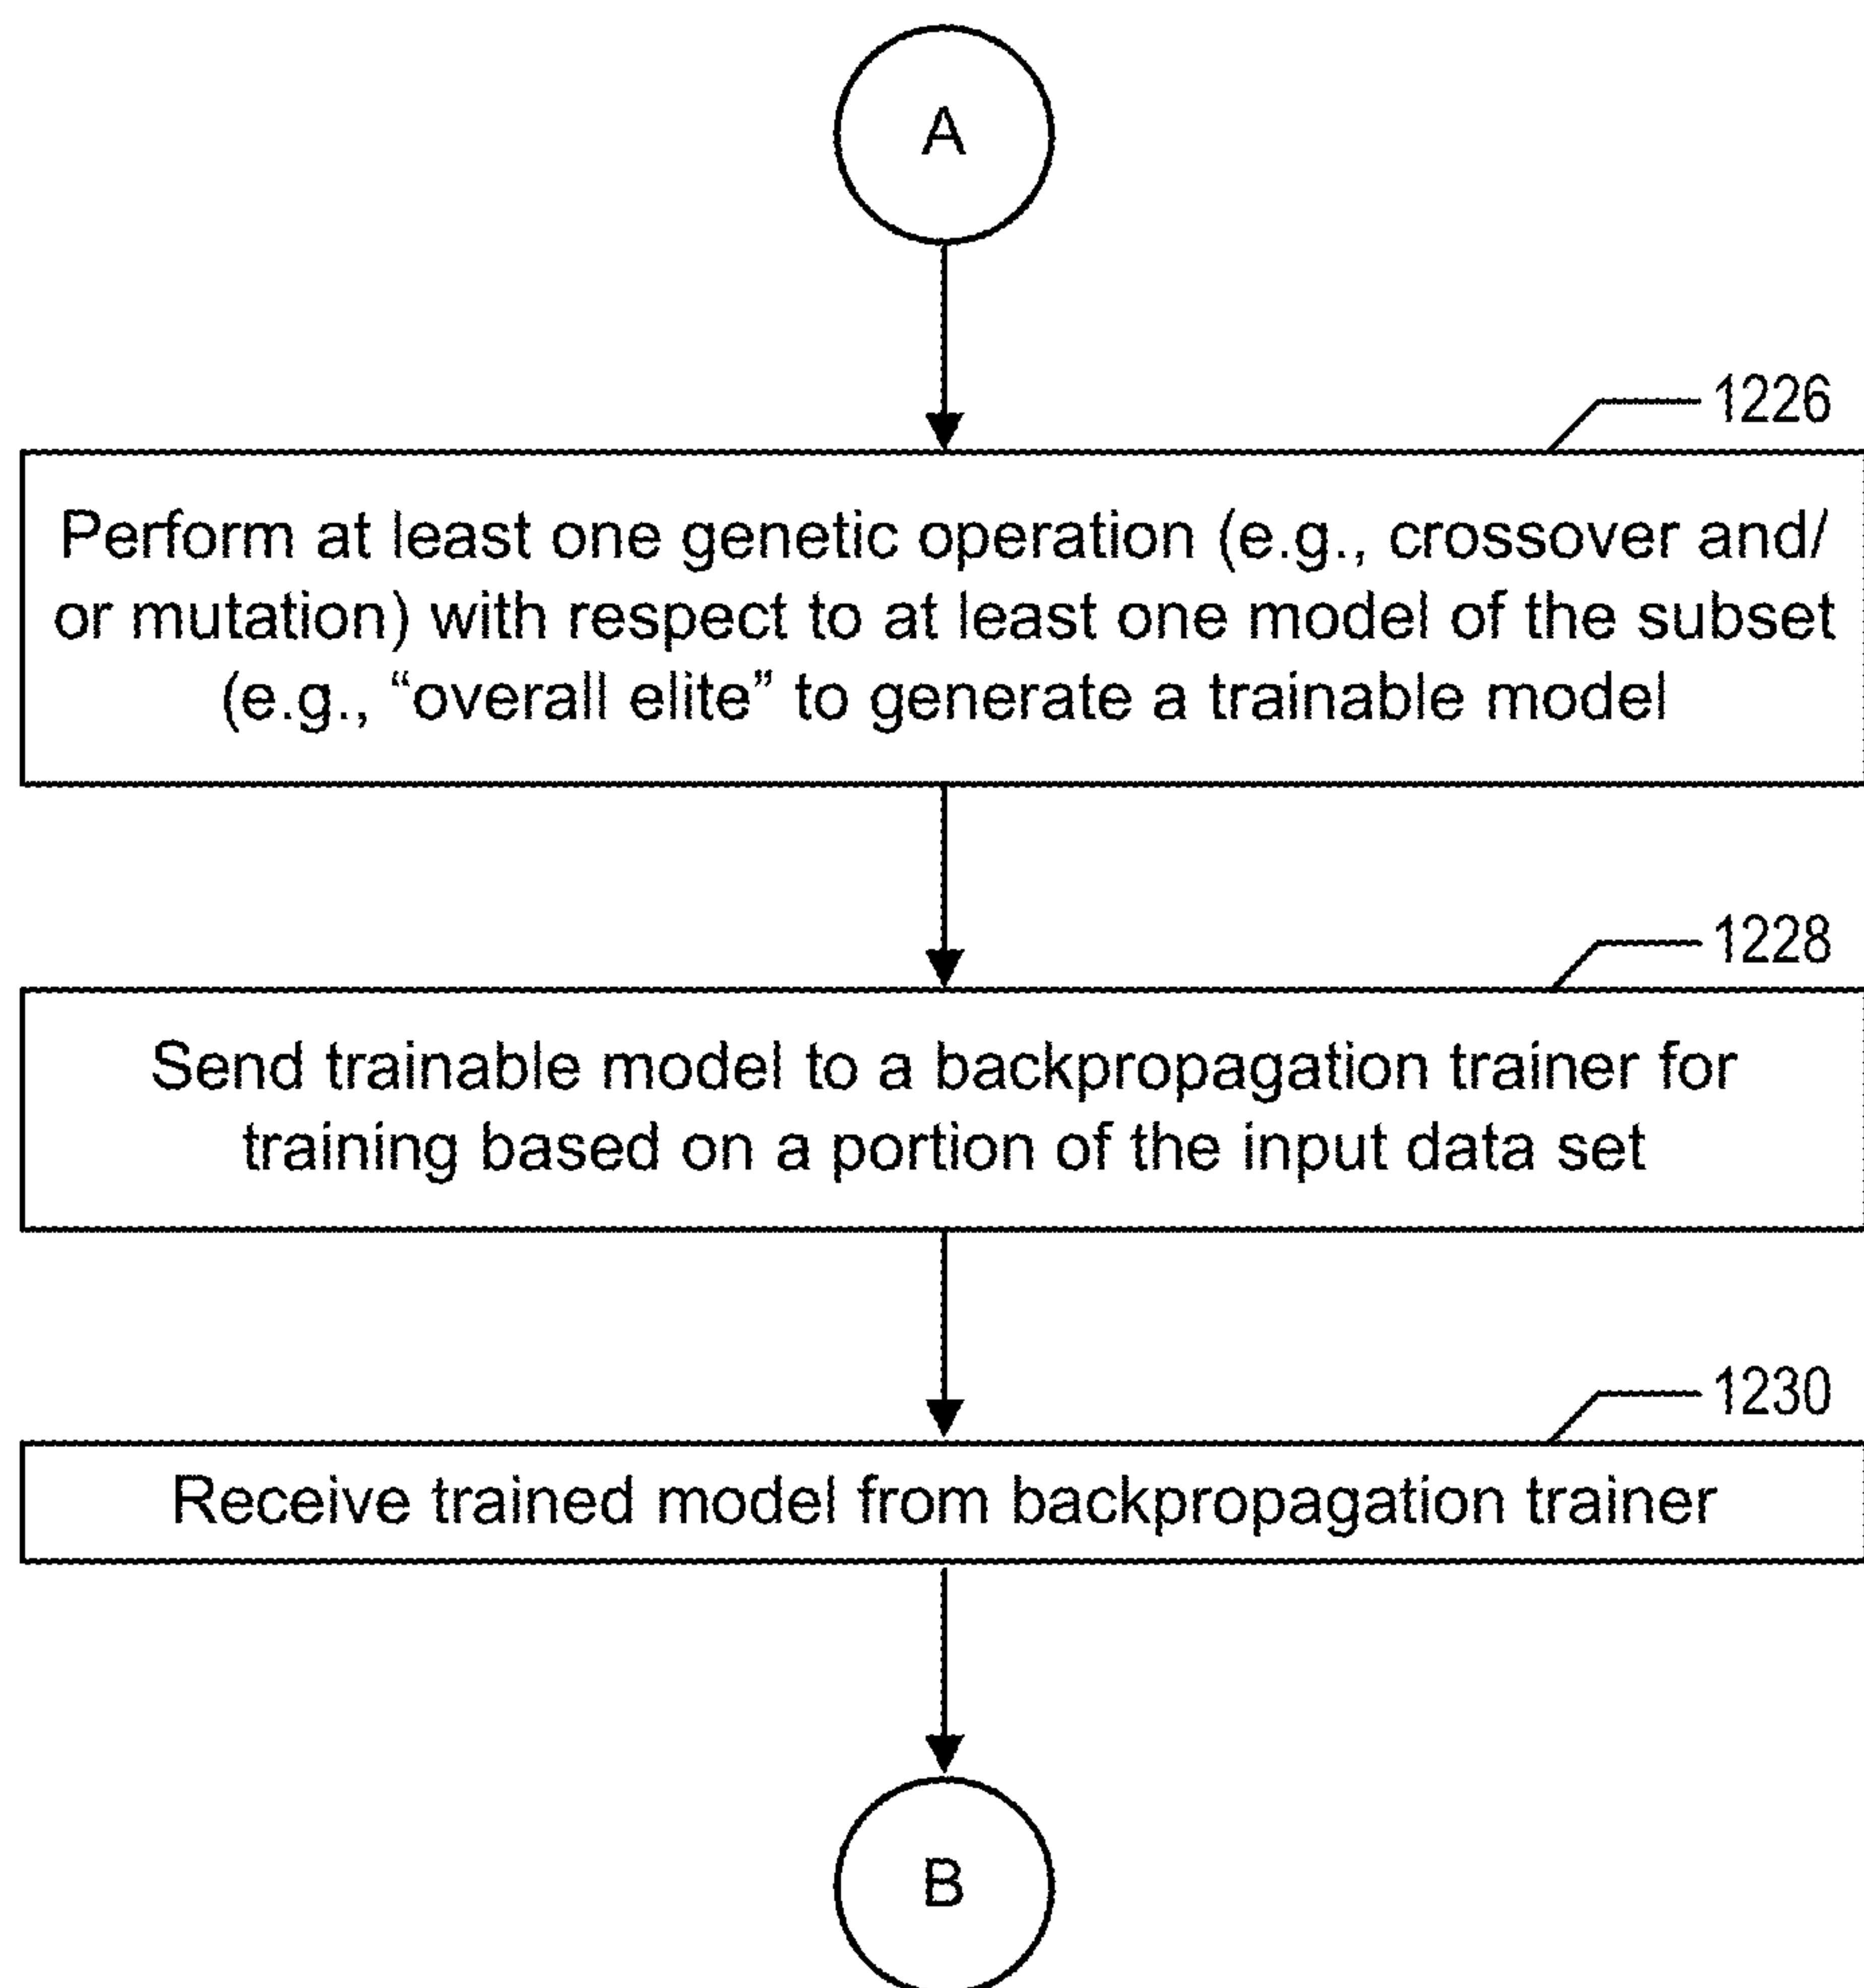 A
1226
Perform at least one genetic operation (e.g., crossover and/
or mutation) with respect to at least one model of the subset
(e.g., “overall elite” to generate a trainable model
1228
Send trainable model to a backpropagation trainer for
training based on a portion of the input data set
1230
Receive trained model from backpropagation trainer
B